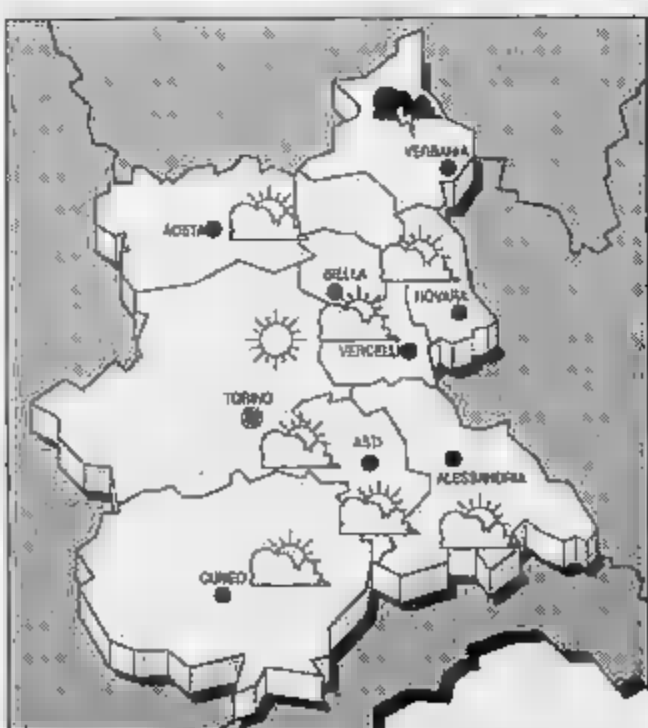 VERBANIA
AOSTA
BIELLA
NOVARA
VERCELLI
TORINO
ASTI
ALESSANDRIA
CUNEO